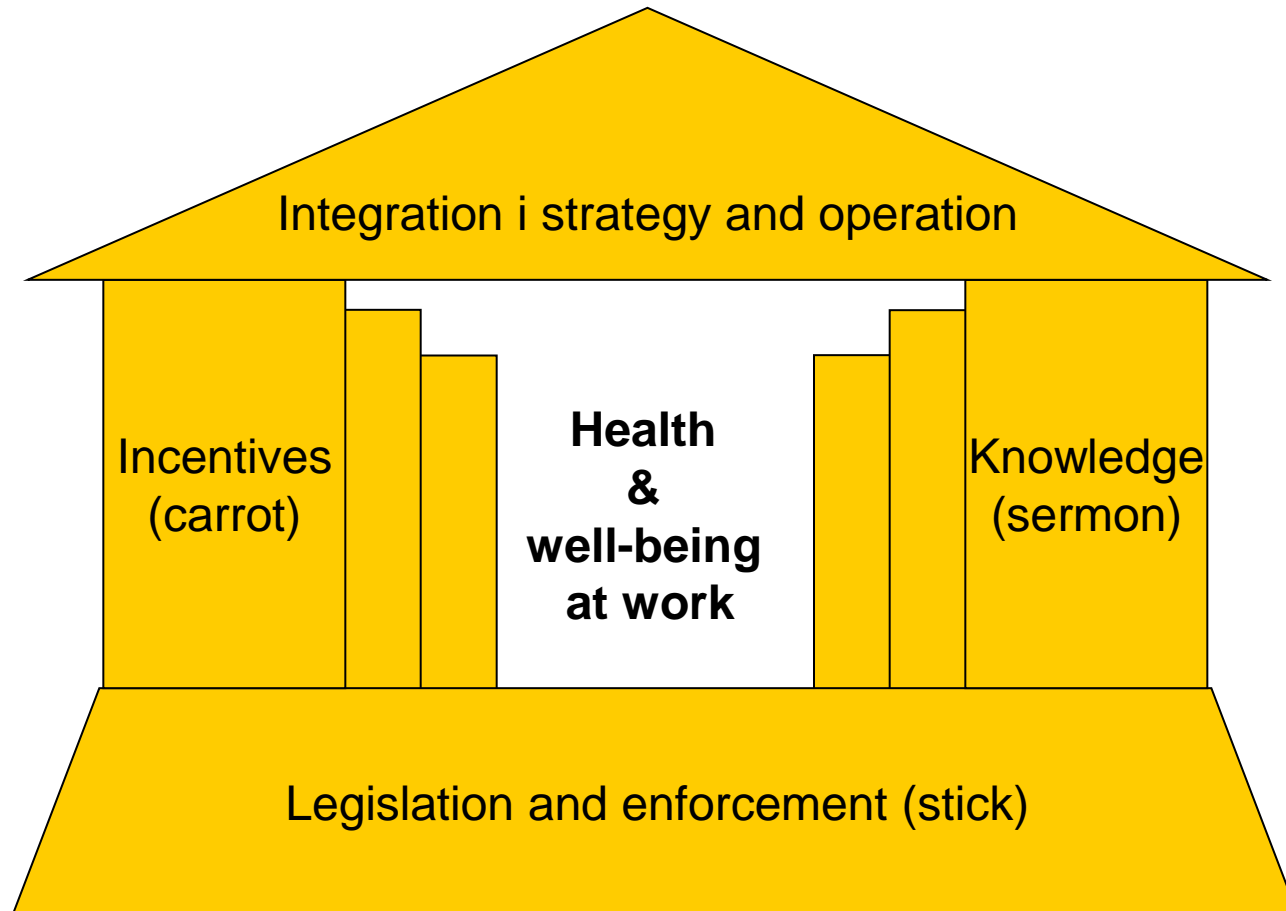 Integration i strategy and operation
Incentives
(carrot)
Health
&
well-being
at work
Knowledge
(sermon)
Legislation and enforcement (stick)